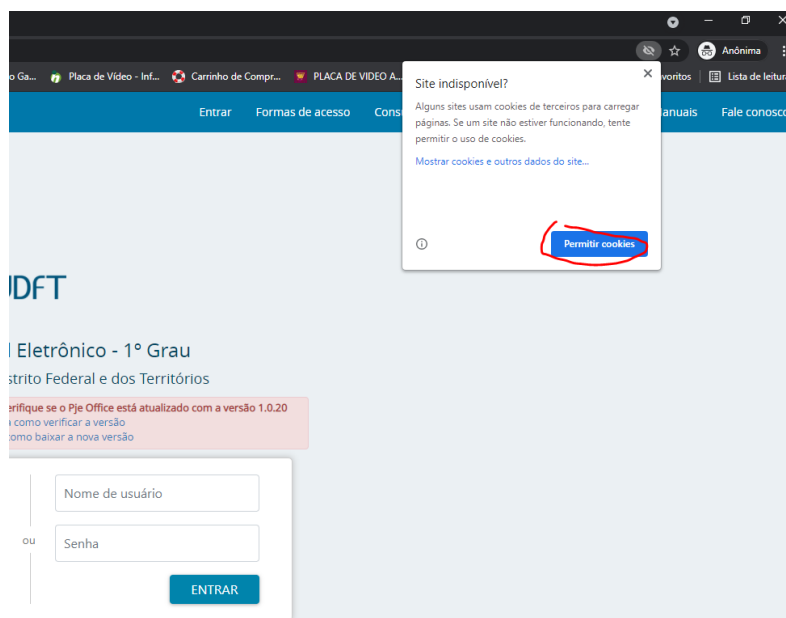 Anônima
o Ga... Placa de Vídeo - Inf... Carrinho de Compr... PLACA DE VIDEO A... voritos Lista de leitura
Entrar Formas de acesso Cons anuais Fale conosco
Site indisponível?
Alguns sites usam cookies de terceiros para carregar
páginas. Se um site não estiver funcionando, tente
permitir o uso de cookies.
Mostrar cookies e outros dados do site...
Permitir cookies
JDFT
l Eletrônico - 1º Grau
strito Federal e dos Territórios
erifique se o Pje Office está atualizado com a versão 1.0.20
a como verificar a versão
como baixar a nova versão
Nome de usuário
ou
Senha
ENTRAR